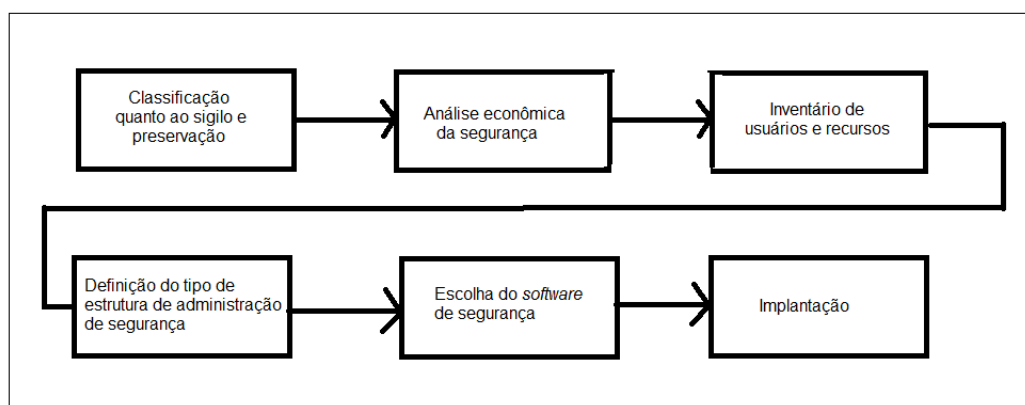 Classificação
quanto ao sigilo e
preservação
Análise econômica
da segurança
Inventário de
usuários e recursos
Definição do tipo de
estrutura de administração
de segurança
Escolha do software
de segurança
Implantação